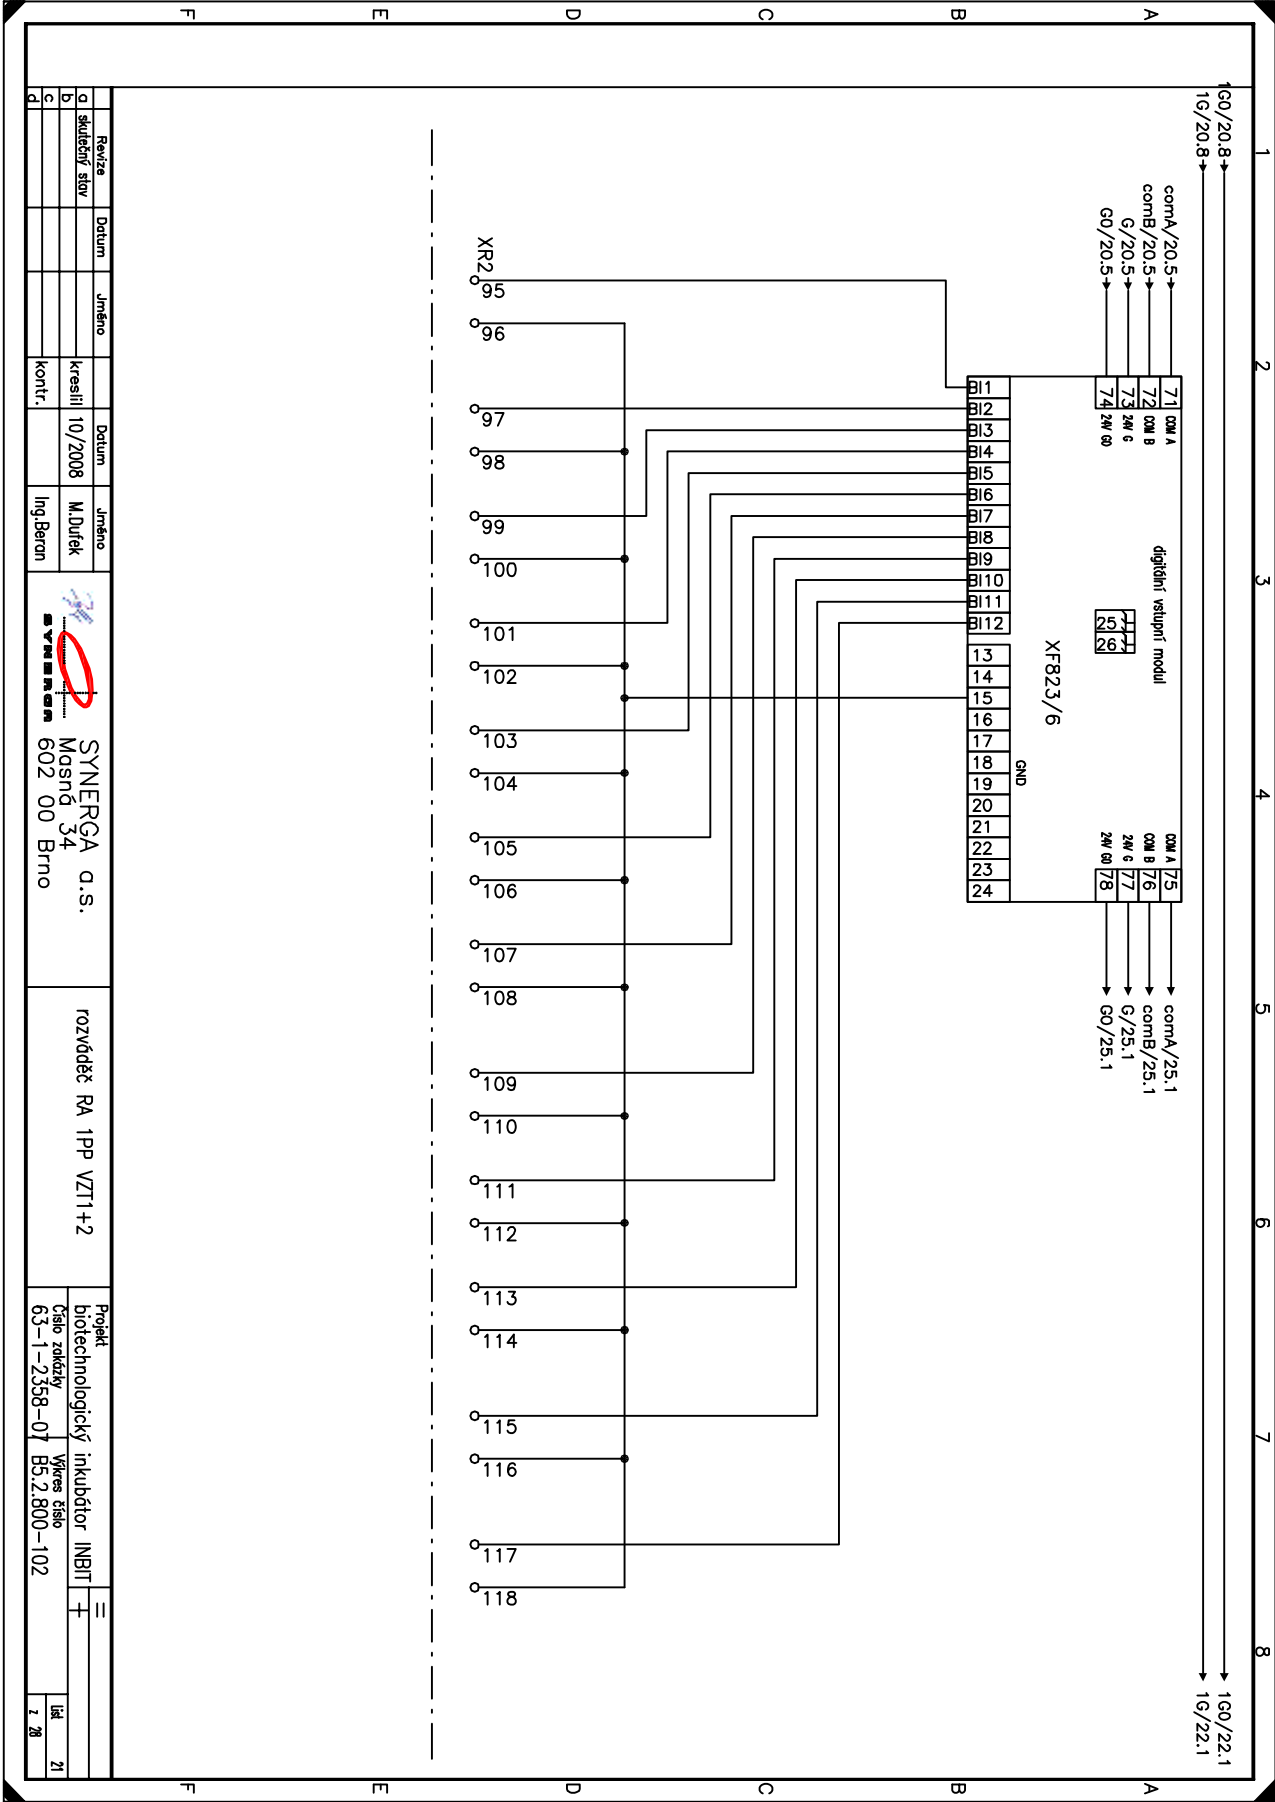 1 2 3 4 5 6 7 8
A B C D E F
A B C D E F
1G0/20.8
1G/20.8
1G0/22.1
1G/22.1
comA/20.5
comB/20.5
G/20.5
G0/20.5
71 COM A
72 COM B
73 24V G
74 24V G0
digitální vstupní modul
25
26
XF823/6
COM A 75
COM B 76
24V G 77
24V G0 78
comA/25.1
comB/25.1
G/25.1
G0/25.1
GND
BI1 BI2 BI3 BI4 BI5 BI6 BI7 BI8 BI9 BI10 BI11 BI12 13 14 15 16 17 18 19 20 21 22 23 24
XR2
95 96 97 98 99 100 101 102 103 104 105 106 107 108 109 110 111 112 113 114 115 116 117 118
Revize Datum Jméno Datum Jméno
a skutečný stav
b
c
d
kreslil 10/2008 M.Dufek
kontr. Ing.Beran
SYNERGA
SYNERGA a.s.
Masná 34
602 00 Brno
rozváděč RA 1PP VZT1+2
Projekt
biotechnologický inkubátor INBIT
Číslo zakázky
63-1-2358-07
Výkres číslo
B5.2.800-102
=
+
List 21
z 28